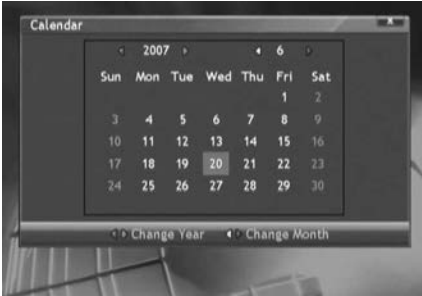 Calendar
2007 6
Sun Mon Tue Wed Thu Fri Sat
1 2
3 4 5 6 7 8 9
10 11 12 13 14 15 16
17 18 19 20 21 22 23
24 25 26 27 28 29 30
Change Year Change Month